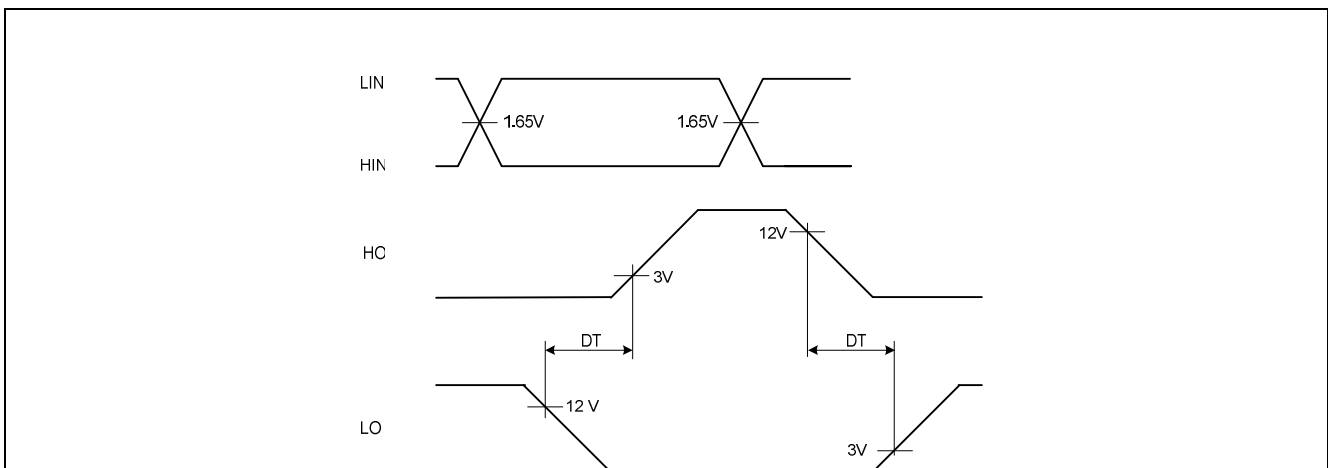 LIN
1.65V 1.65V
HIN
HO
12V
3V
DT DT
12 V
LO
3V